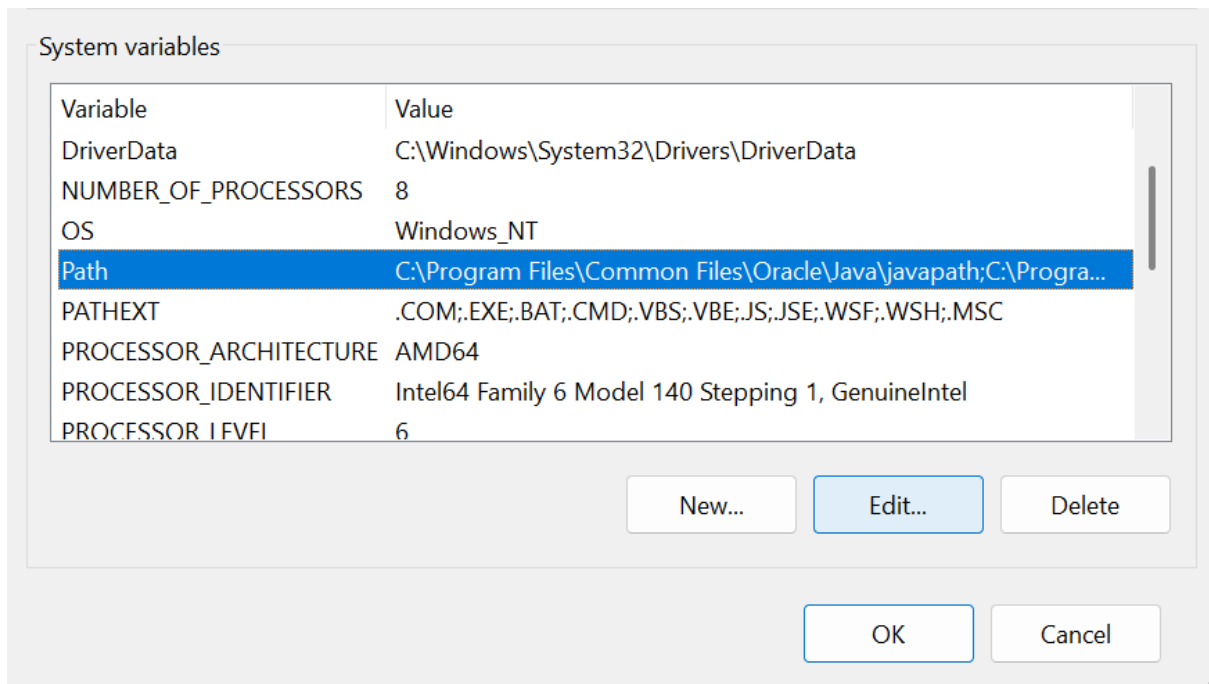 System variables
Variable Value
DriverData C:\Windows\System32\Drivers\DriverData
NUMBER_OF_PROCESSORS 8
OS Windows_NT
Path C:\Program Files\Common Files\Oracle\Java\javapath;C:\Progra...
PATHEXT .COM;.EXE;.BAT;.CMD;.VBS;.VBE;.JS;.JSE;.WSF;.WSH;.MSC
PROCESSOR_ARCHITECTURE AMD64
PROCESSOR_IDENTIFIER Intel64 Family 6 Model 140 Stepping 1, GenuineIntel
PROCESSOR_LEVEL 6
New... Edit... Delete
OK Cancel